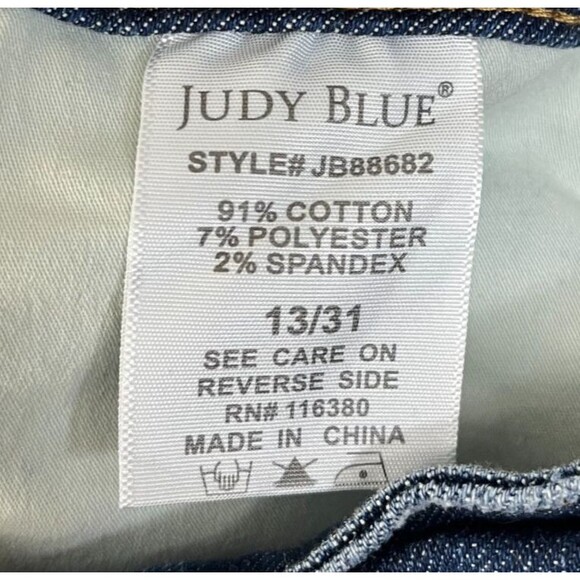 JUDY BLUE®
STYLE# JB88682
91% COTTON
7% POLYESTER
2% SPANDEX
13/31
SEE CARE ON
REVERSE SIDE
RN# 116380
MADE IN CHINA